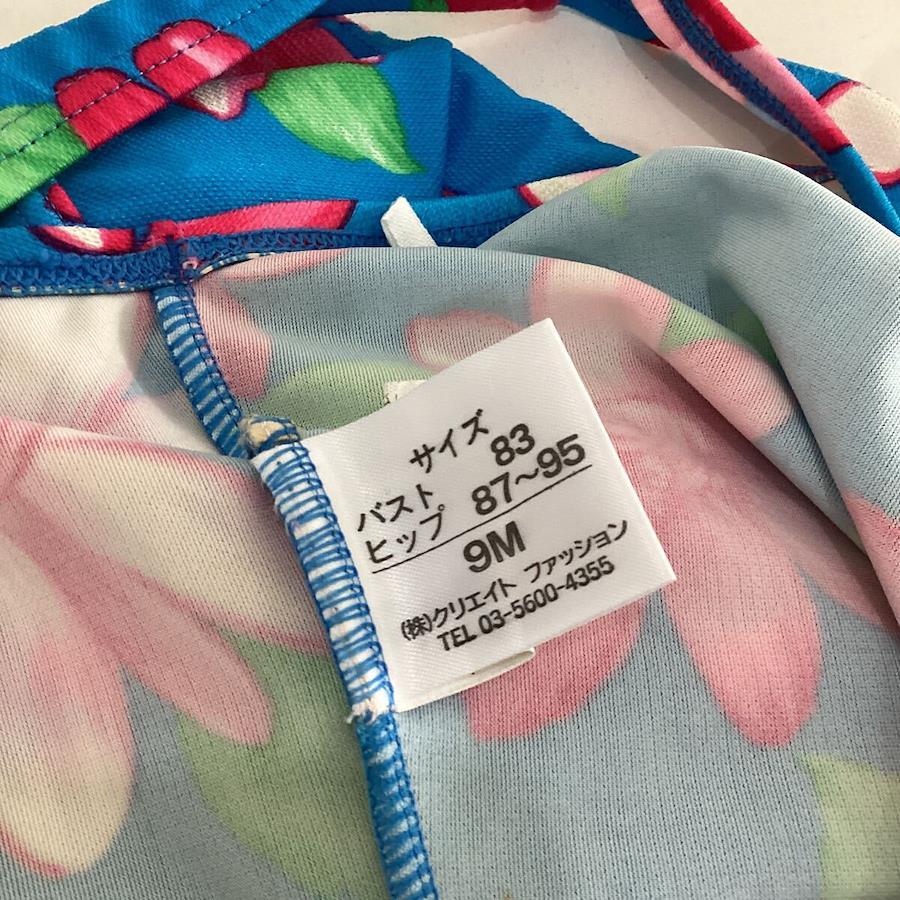 サイズ
バスト 83
ヒップ 87〜95
9M
(株)クリエイト ファッション
TEL 03-5600-4355